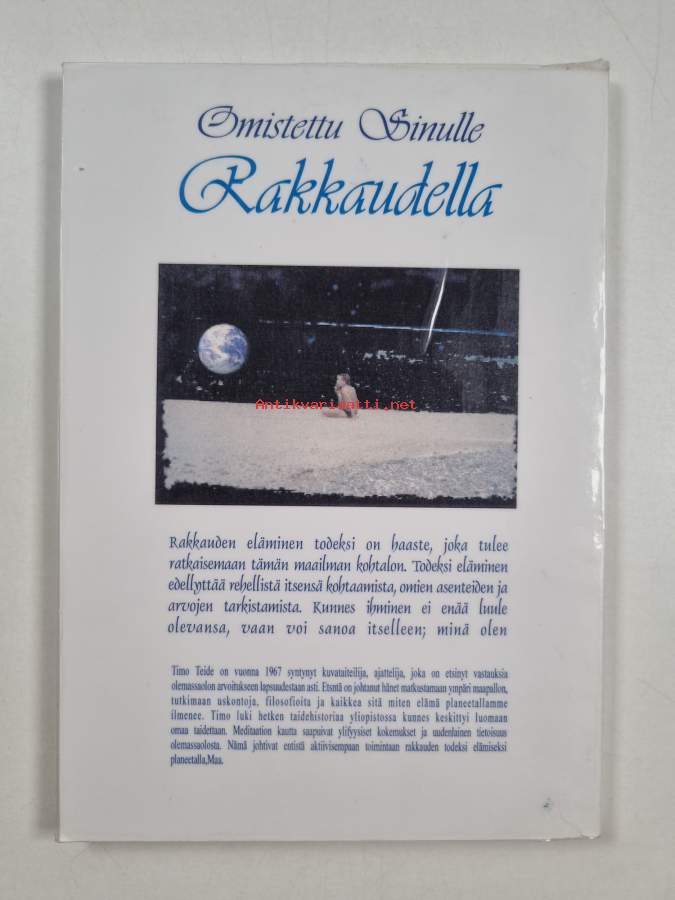 Omistettu Sinulle
Rakkaudella
Antikvariaatti.net
Rakkauden eläminen todeksi on haaste, joka tulee
ratkaisemaan tämän maailman kohtalon. Todeksi eläminen
edellyttää rehellistä itsensä kohtaamista, omien asenteiden ja
arvojen tarkistamista. Kunnes ihminen ei enää luule
olevansa, vaan voi sanoa itselleen; minä olen
Timo Teide on vuonna 1967 syntynyt kuvataiteilija, ajattelija, joka on etsinyt vastauksia
olemassaolon arvoitukseen lapsuudestaan asti. Etsntä on johtanut hänet matkustamaan ympäri maapallon,
tutkimaan uskontoja, filosofioita ja kaikkea sitä miten elämä planeetallamme
ilmenee. Timo luki hetken taidehistoriaa yliopistossa kunnes keskittyi luomaan
omaa taidettaan. Meditaation kautta saapuivat ylifyysiset kokemukset ja uudenlainen tietoisuus
olemassaolosta. Nämä johtivat entistä aktiivisempaan toimintaan rakkauden todeksi elämiseksi
planeetalla,Maa.